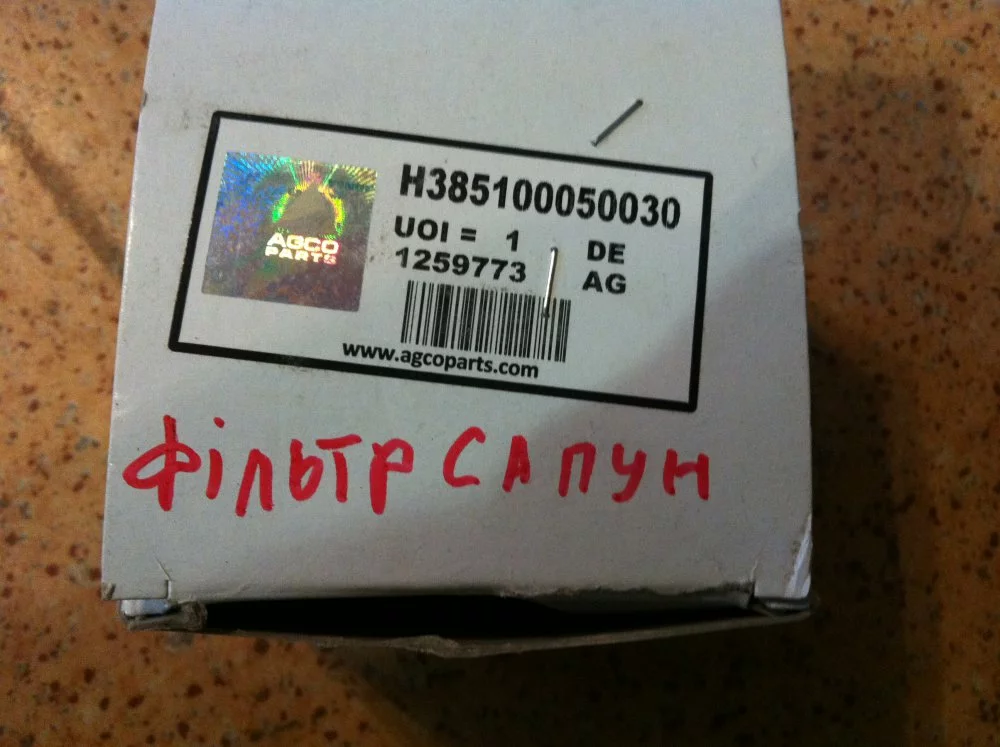 AGCO
PARTS
H385100050030
UOI = 1 DE
1259773 AG
www.agcoparts.com
Фільтр САПУН